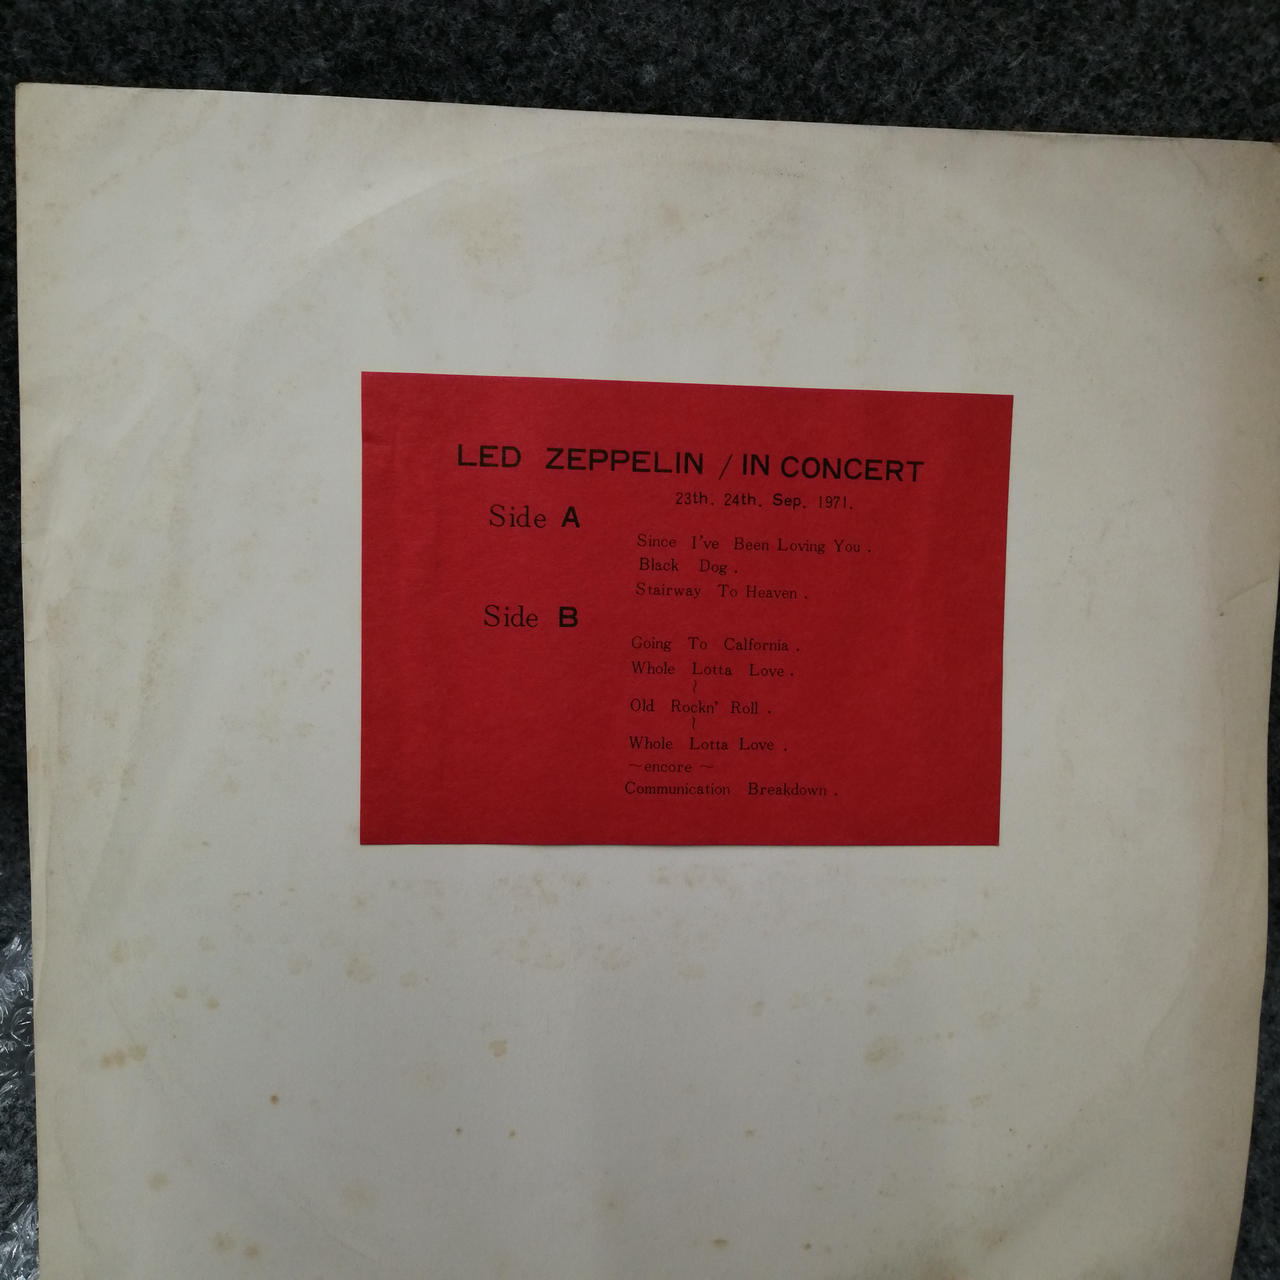 LED ZEPPELIN / IN CONCERT
23th. 24th. Sep. 1971.
Side A
Since I've Been Loving You .
Black Dog .
Stairway To Heaven .
Side B
Going To Calfornia .
Whole Lotta Love .
~
Old Rockn' Roll .
~
Whole Lotta Love .
~encore ~
Communication Breakdown .